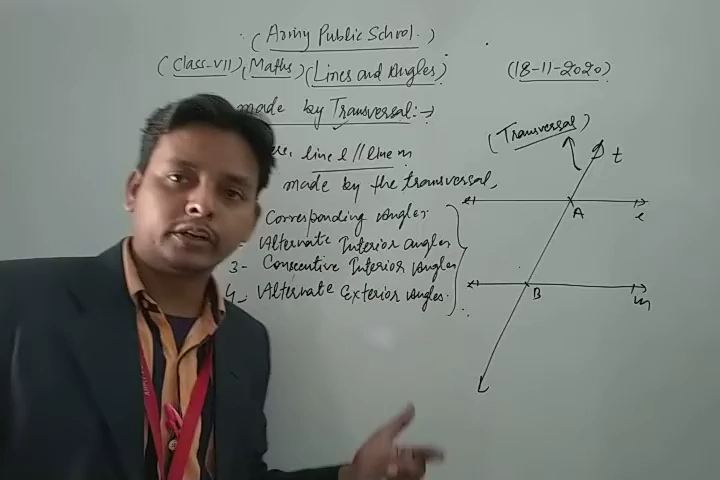 (Army Public School.)
(Class-VII), (Maths) (Lines and Angles) (18-11-2020)
made by Transversal:→
line l // line m
made by the transversal,
Corresponding Angles.
Alternate Interior Angles
3- Consecutive Interior Angles
4- Alternate Exterior Angles.
(Transversal)
t
A
l
B
m